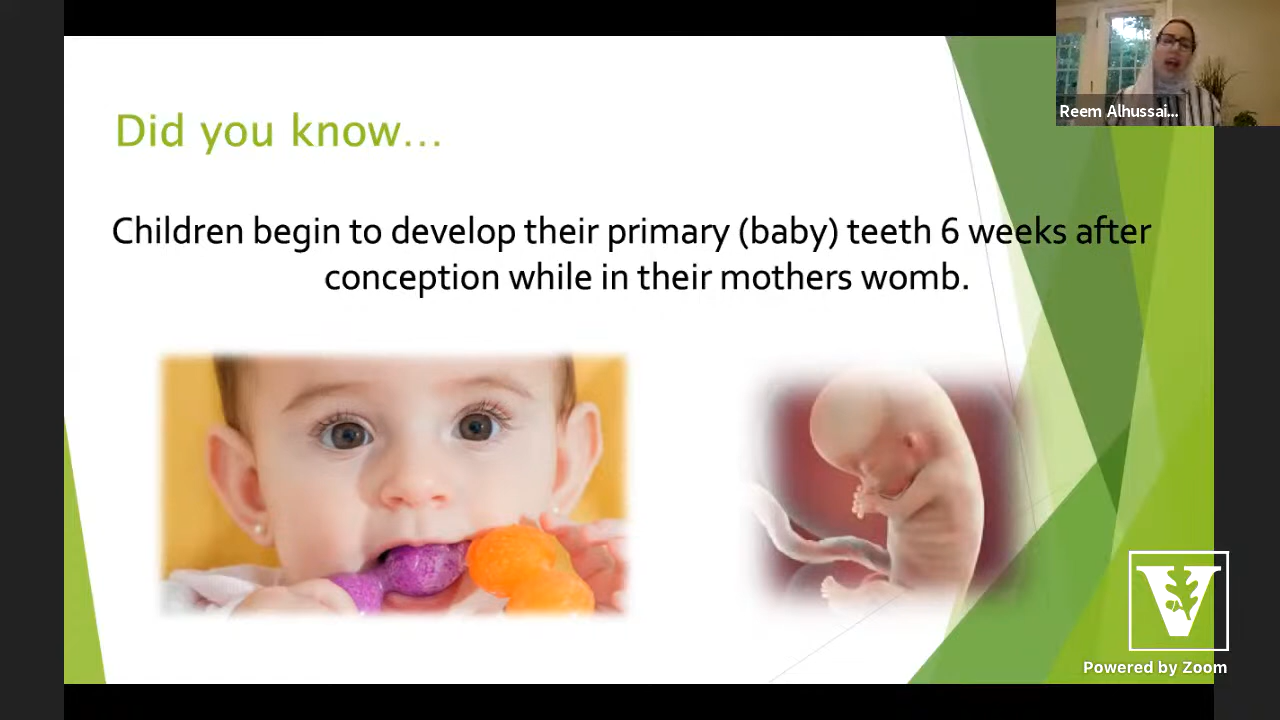 Reem Alhussai...
Did you know...
Children begin to develop their primary (baby) teeth 6 weeks after
conception while in their mothers womb.
V
Powered by Zoom